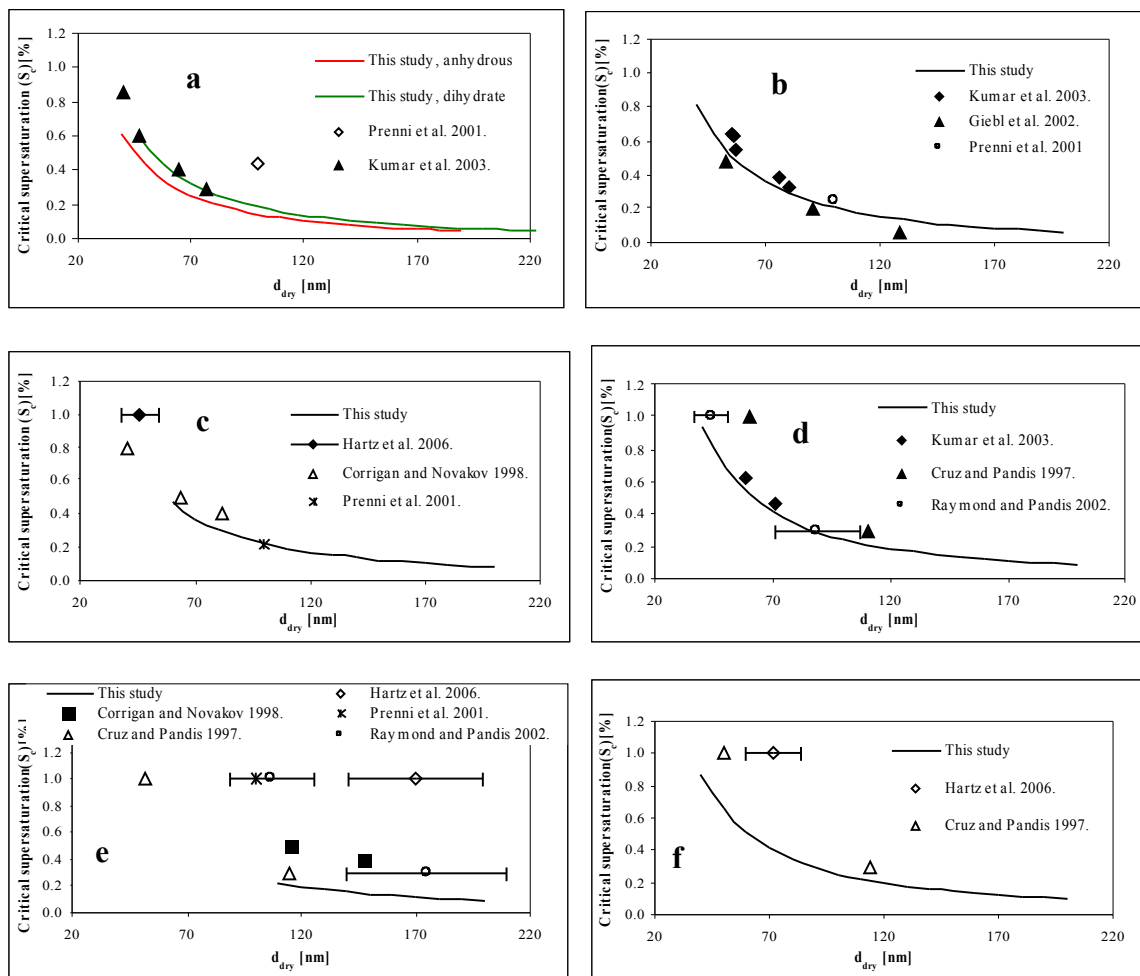 1.2
1.0
0.8
0.6
0.4
0.2
0.0
Critical supersaturation (Sc)[%]
a
This study, anhydrous
This study, dihydrate
Prenni et al. 2001.
Kumar et al. 2003.
20 70 120 170 220
ddry [nm]
1.2
1.0
0.8
0.6
0.4
0.2
0.0
Critical supersaturation(Sc)[%]
b
This study
Kumar et al. 2003.
Giebl et al. 2002.
Prenni et al. 2001
20 70 120 170 220
ddry [nm]
1.2
1.0
0.8
0.6
0.4
0.2
0.0
Critical supersaturation (Sc)[%]
c
This study
Hartz et al. 2006.
Corrigan and Novakov 1998.
Prenni et al. 2001.
20 70 120 170 220
ddry [nm]
1.2
1.0
0.8
0.6
0.4
0.2
0.0
Critical supersaturation(Sc)[%]
d
This study
Kumar et al. 2003.
Cruz and Pandis 1997.
Raymond and Pandis 2002.
20 70 120 170 220
ddry [nm]
This study
Hartz et al. 2006.
Corrigan and Novakov 1998.
Prenni et al. 2001.
Cruz and Pandis 1997.
Raymond and Pandis 2002.
1.0
0.8
0.6
0.4
0.2
0.0
Critical supersaturation(Sc)[%]
e
20 70 120 170 220
ddry [nm]
1.2
1.0
0.8
0.6
0.4
0.2
0.0
Critical supersaturation(Sc)[%]
f
This study
Hartz et al. 2006.
Cruz and Pandis 1997.
20 70 120 170 220
ddry [nm]